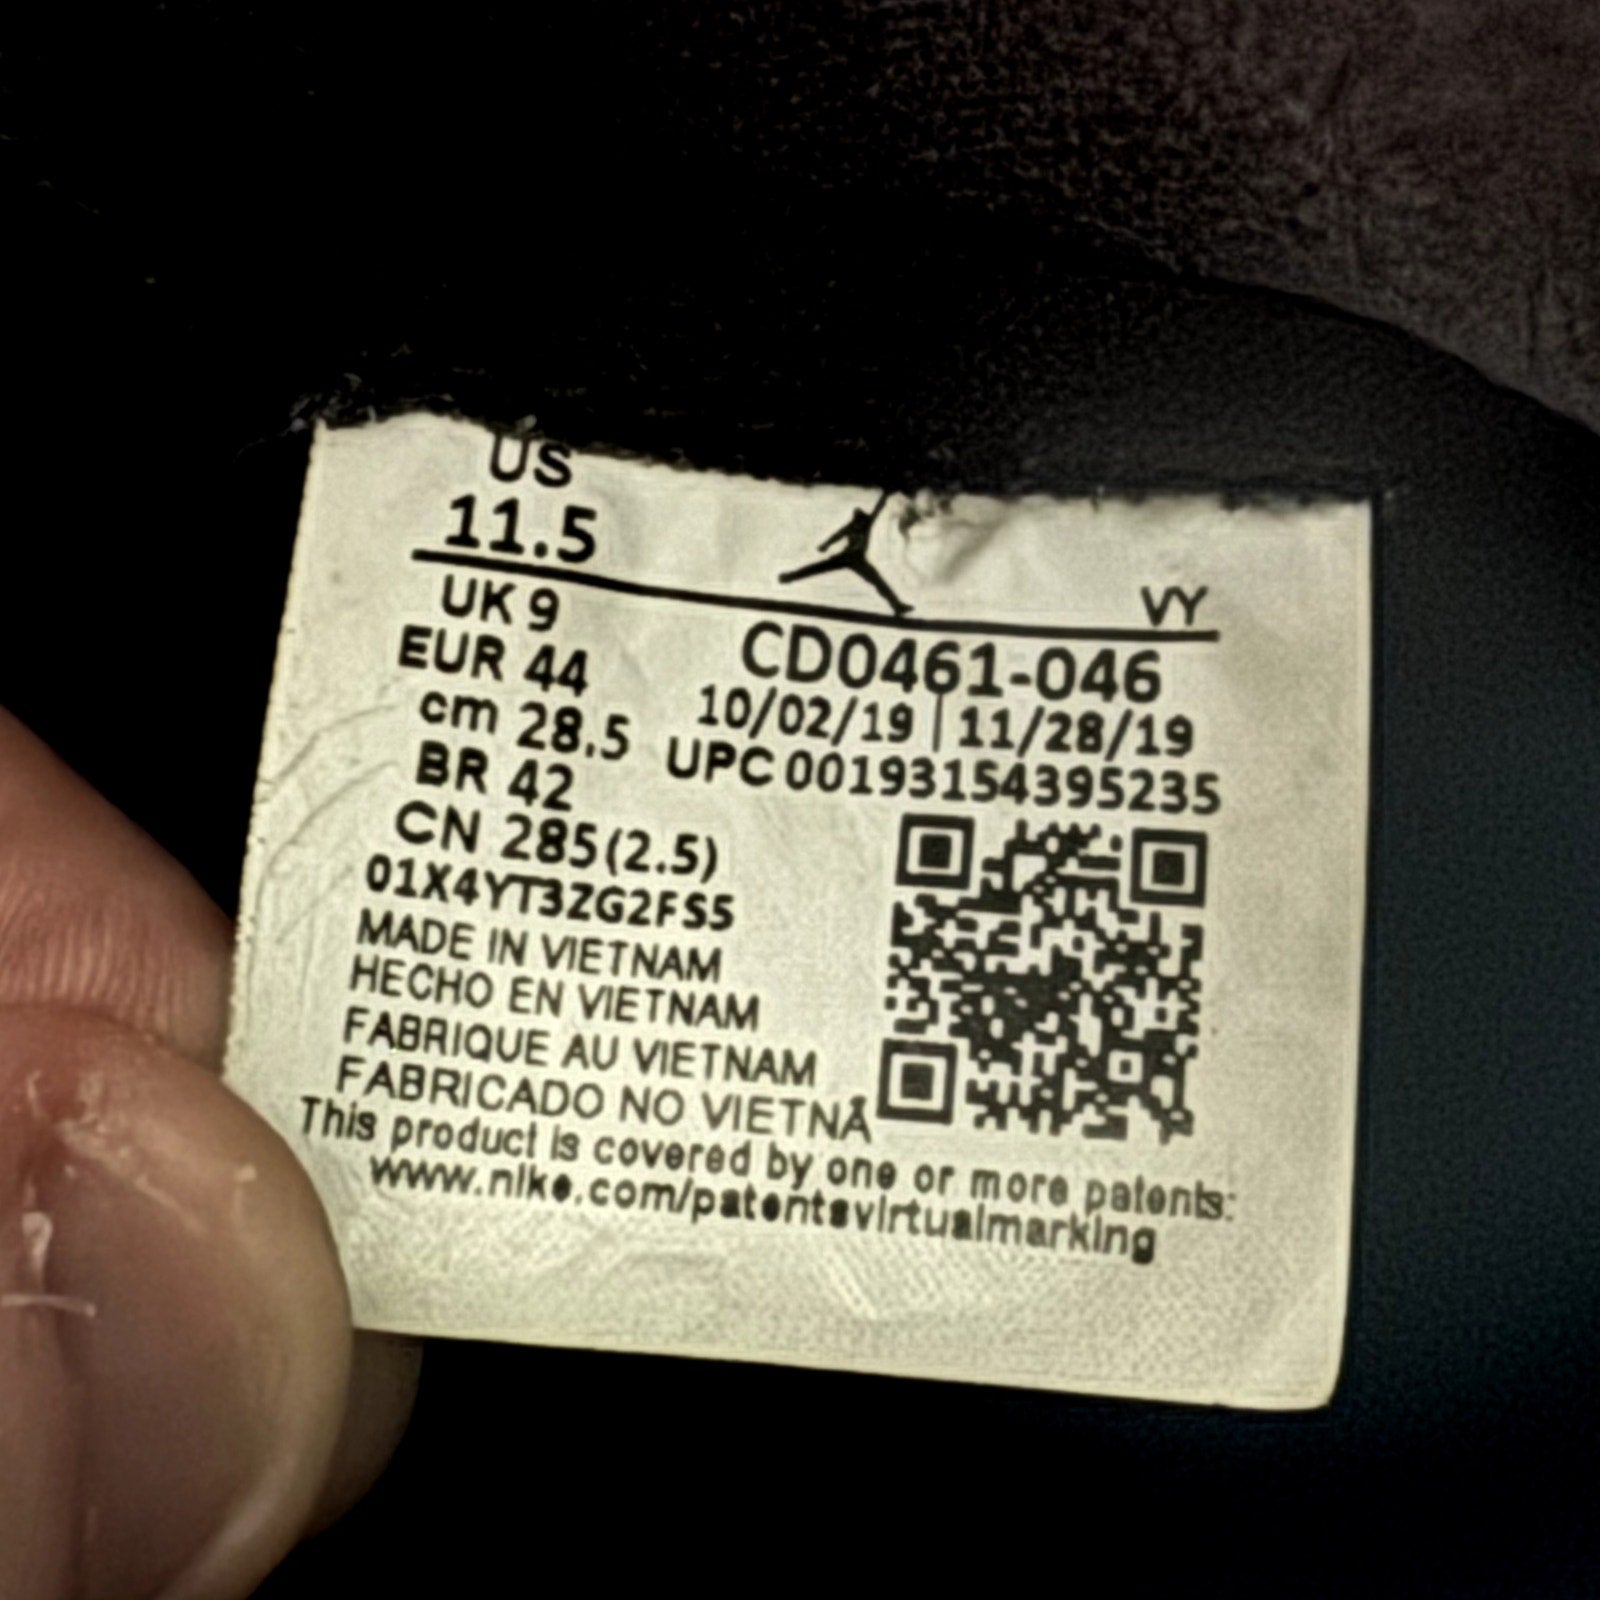 US
11.5
VY
UK 9
EUR 44
cm 28.5
BR 42
CN 285(2.5)
01X4YT3ZG2FS5
CD0461-046
10/02/19 | 11/28/19
UPC 00193154395235
MADE IN VIETNAM
HECHO EN VIETNAM
FABRIQUE AU VIETNAM
FABRICADO NO VIETNÃ
This product is covered by one or more patents:
www.nike.com/patentsvirtualmarking